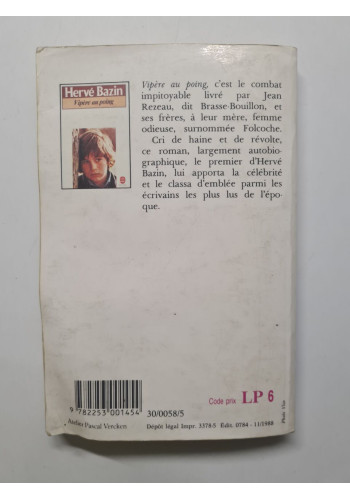 Hervé Bazin
Vipère au poing
Vipère au poing, c'est le combat
impitoyable livré par Jean
Rezeau, dit Brasse-Bouillon, et
ses frères, à leur mère, femme
odieuse, surnommée Folcoche.
Cri de haine et de révolte,
ce roman, largement autobio-
graphique, le premier d'Hervé
Bazin, lui apporta la célébrité
et le classa d'emblée parmi les
écrivains les plus lus de l'épo-
que.
Code prix LP 6
9 782253 001454
30/0058/5
Atelier Pascal Vercken
Dépôt légal Impr. 3378-5 Édit. 0784 - 11/1988